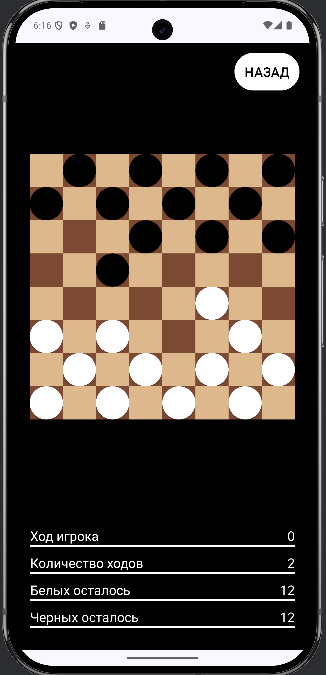 6:16
НАЗАД
Ход игрока 0
Количество ходов 2
Белых осталось 12
Черных осталось 12